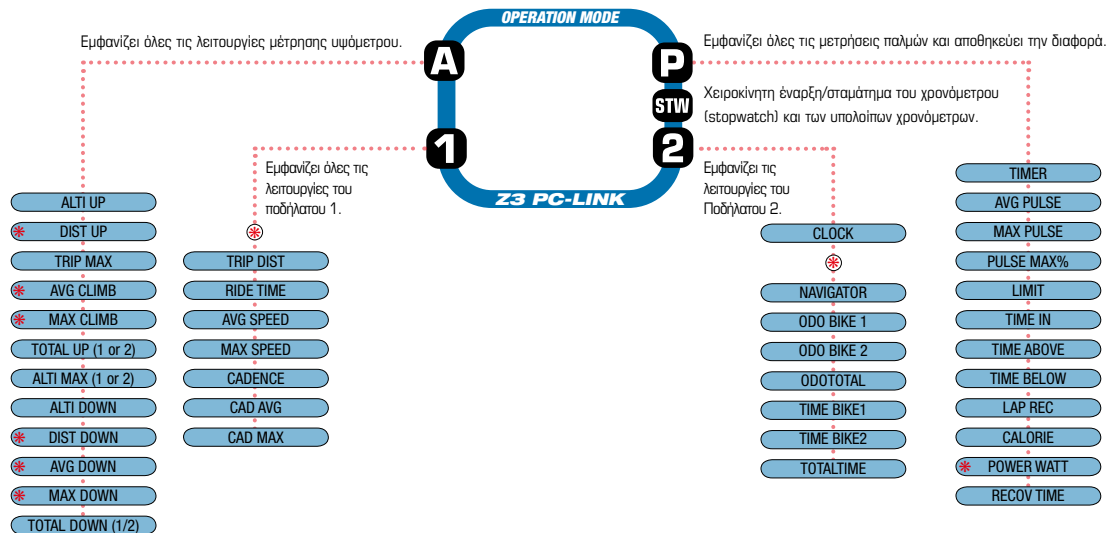 OPERATION MODE
Εμφανίζει όλες τις λειτουργίες μέτρησης υψόμετρου.
A
P
Εμφανίζει όλες τις μετρήσεις παλμών και αποθηκεύει την διαφορά.
STW
Χειροκίνητη έναρξη/σταμάτημα του χρονόμετρου
(stopwatch) και των υπολοίπων χρονόμετρων.
1
2
Z3 PC-LINK
Εμφανίζει όλες τις
λειτουργίες του
ποδήλατου 1.
Εμφανίζει τις
λειτουργίες του
Ποδήλατου 2.
ALTI UP
DIST UP
TRIP MAX
AVG CLIMB
MAX CLIMB
TOTAL UP (1 or 2)
ALTI MAX (1 or 2)
ALTI DOWN
DIST DOWN
AVG DOWN
MAX DOWN
TOTAL DOWN (1/2)
TRIP DIST
RIDE TIME
AVG SPEED
MAX SPEED
CADENCE
CAD AVG
CAD MAX
CLOCK
NAVIGATOR
ODO BIKE 1
ODO BIKE 2
ODOTOTAL
TIME BIKE1
TIME BIKE2
TOTALTIME
TIMER
AVG PULSE
MAX PULSE
PULSE MAX%
LIMIT
TIME IN
TIME ABOVE
TIME BELOW
LAP REC
CALORIE
POWER WATT
RECOV TIME